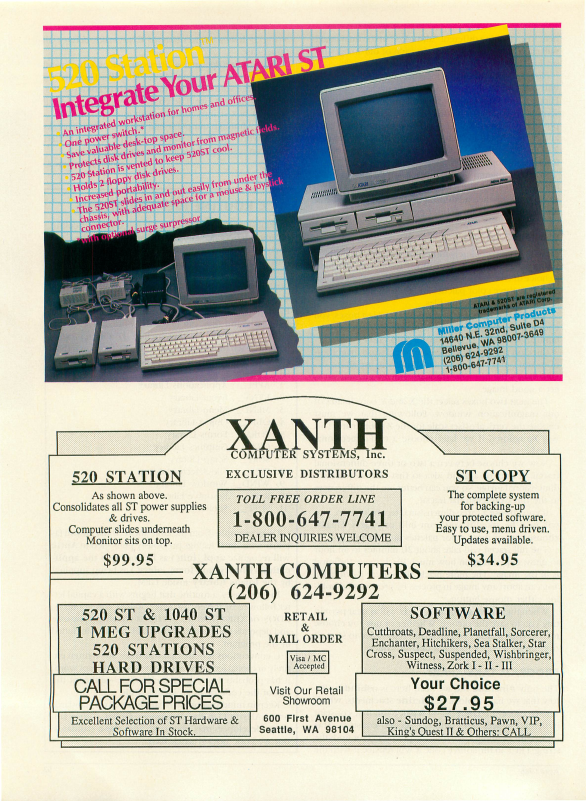 520 Station™
Integrate Your ATARI ST
An integrated workstation for homes and offices.
One power switch.*
Save valuable desk-top space.
Protects disk drives and monitor from magnetic fields.
520 Station is vented to keep 520ST cool.
Holds 2 floppy disk drives.
Increased portability.
The 520ST slides in and out easily from under the
chassis, with adequate space for a mouse & joystick
connector.
*with optional surge surpressor
ATARI & 520ST are registered
trademarks of ATARI Corp.
Miller Computer Products
14640 N.E. 32nd, Suite D4
Bellevue, WA 98007-3649
(206) 624-9292
1-800-647-7741
XANTH
COMPUTER SYSTEMS, Inc.
EXCLUSIVE DISTRIBUTORS
520 STATION
As shown above.
Consolidates all ST power supplies
& drives.
Computer slides underneath
Monitor sits on top.
$99.95
TOLL FREE ORDER LINE
1-800-647-7741
DEALER INQUIRIES WELCOME
ST COPY
The complete system
for backing-up
your protected software.
Easy to use, menu driven.
Updates available.
$34.95
XANTH COMPUTERS
(206) 624-9292
520 ST & 1040 ST
1 MEG UPGRADES
520 STATIONS
HARD DRIVES
CALL FOR SPECIAL
PACKAGE PRICES
Excellent Selection of ST Hardware &
Software In Stock.
RETAIL
&
MAIL ORDER
Visa / MC
Accepted
Visit Our Retail
Showroom
600 First Avenue
Seattle, WA 98104
SOFTWARE
Cutthroats, Deadline, Planetfall, Sorcerer,
Enchanter, Hitchikers, Sea Stalker, Star
Cross, Suspect, Suspended, Wishbringer,
Witness, Zork I - II - III
Your Choice
$27.95
also - Sundog, Bratticus, Pawn, VIP,
King's Quest II & Others: CALL